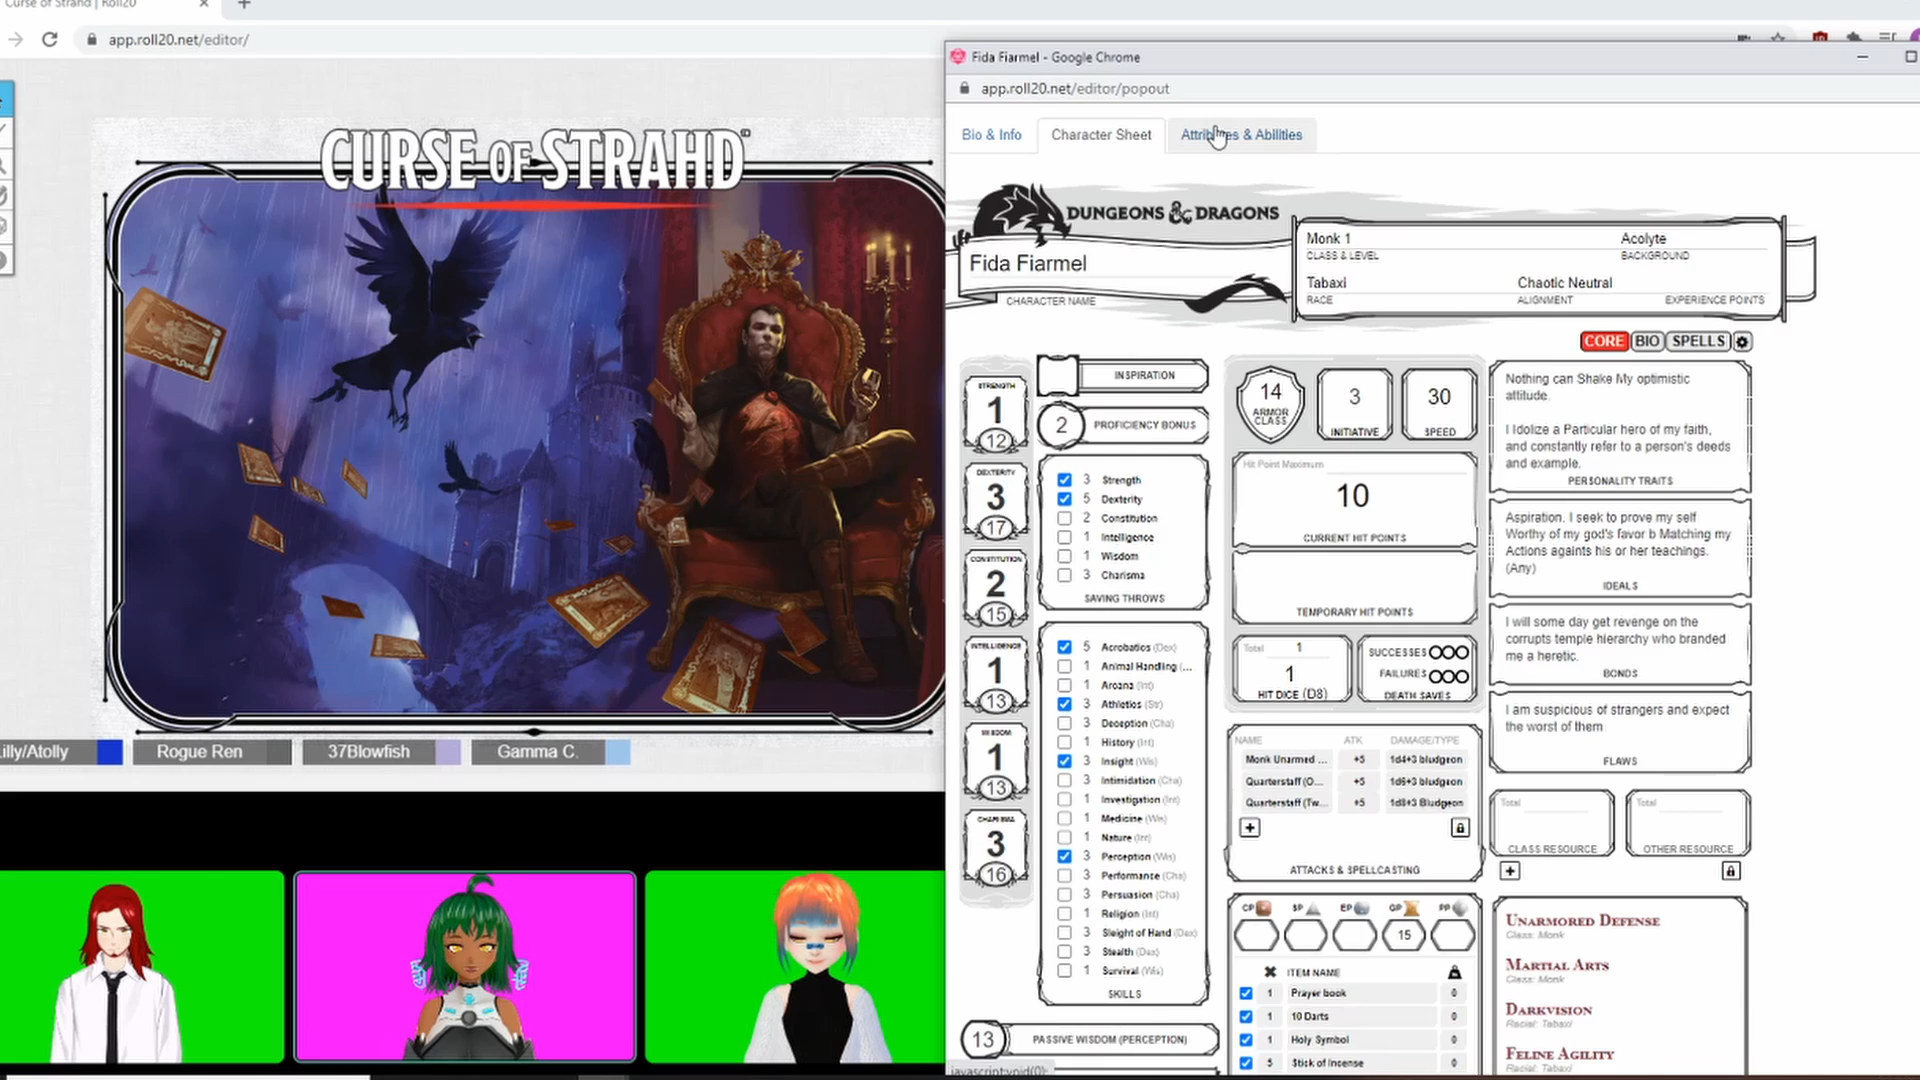 Curse of Strahd | Roll20
app.roll20.net/editor/
CURSE OF STRAHD
Lilly/Atolly
Rogue Ren
37Blowfish
Gamma C.
Fida Fiarmel - Google Chrome
app.roll20.net/editor/popout
Bio & Info
Character Sheet
Attributes & Abilities
DUNGEONS & DRAGONS
Fida Fiarmel
CHARACTER NAME
Monk 1 Acolyte
CLASS & LEVEL BACKGROUND
Tabaxi Chaotic Neutral
RACE ALIGNMENT EXPERIENCE POINTS
CORE BIO SPELLS
STRENGTH
1
12
DEXTERITY
3
17
CONSTITUTION
2
15
INTELLIGENCE
1
13
WISDOM
1
13
CHARISMA
3
16
INSPIRATION
2 PROFICIENCY BONUS
3 Strength
5 Dexterity
2 Constitution
1 Intelligence
1 Wisdom
3 Charisma
SAVING THROWS
5 Acrobatics (Dex)
1 Animal Handling (...
1 Arcana (Int)
3 Athletics (Str)
3 Deception (Cha)
1 History (Int)
3 Insight (Wis)
3 Intimidation (Cha)
1 Investigation (Int)
1 Medicine (Wis)
1 Nature (Int)
3 Perception (Wis)
3 Performance (Cha)
3 Persuasion (Cha)
1 Religion (Int)
3 Sleight of Hand (Dex)
3 Stealth (Dex)
1 Survival (Wis)
SKILLS
13 PASSIVE WISDOM (PERCEPTION)
javascript:void(0);
14
ARMOR
CLASS
3
INITIATIVE
30
SPEED
Hit Point Maximum
10
CURRENT HIT POINTS
TEMPORARY HIT POINTS
Total 1
1
HIT DICE (D8)
SUCCESSES
FAILURES
DEATH SAVES
NAME ATK DAMAGE/TYPE
Monk Unarmed ... +5 1d4+3 bludgeon
Quarterstaff (O... +5 1d6+3 bludgeon
Quarterstaff (Tw... +5 1d8+3 Bludgeon
ATTACKS & SPELLCASTING
CP SP EP GP PP
15
ITEM NAME
1 Prayer book 0
1 10 Darts 0
1 Holy Symbol 0
5 Stick of Incense 0
Nothing can Shake My optimistic
attitude.
I Idolize a Particular hero of my faith,
and constantly refer to a person's deeds
and example.
PERSONALITY TRAITS
Aspiration. I seek to prove my self
Worthy of my god's favor b Matching my
Actions againts his or her teachings.
(Any)
IDEALS
I will some day get revenge on the
corrupts temple hierarchy who branded
me a heretic.
BONDS
I am suspicious of strangers and expect
the worst of them
FLAWS
Total
CLASS RESOURCE
Total
OTHER RESOURCE
UNARMORED DEFENSE
Class: Monk
MARTIAL ARTS
Class: Monk
DARKVISION
Racial: Tabaxi
FELINE AGILITY
Racial: Tabaxi